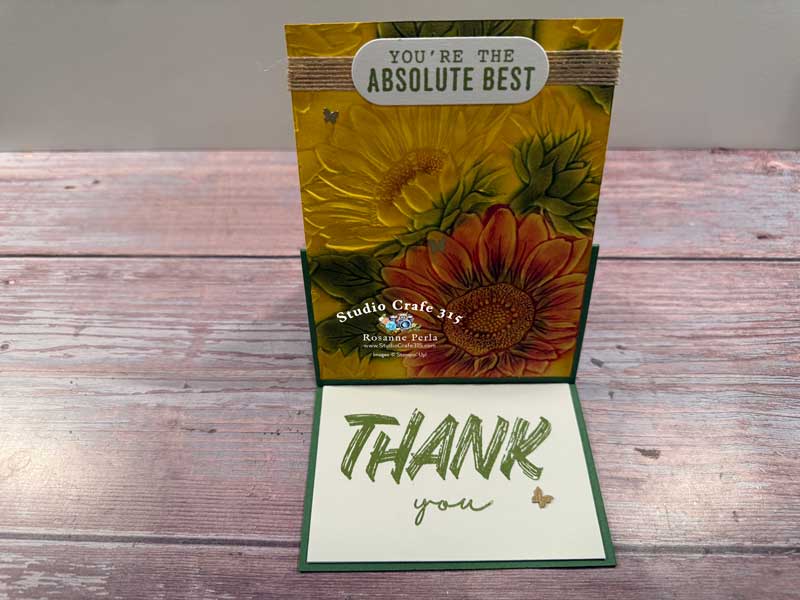 YOU'RE THE
ABSOLUTE BEST
Studio Crafe 315
Rosanne Perla
www.StudioCrafe315.com
Images © Stampin' Up!
THANK
you